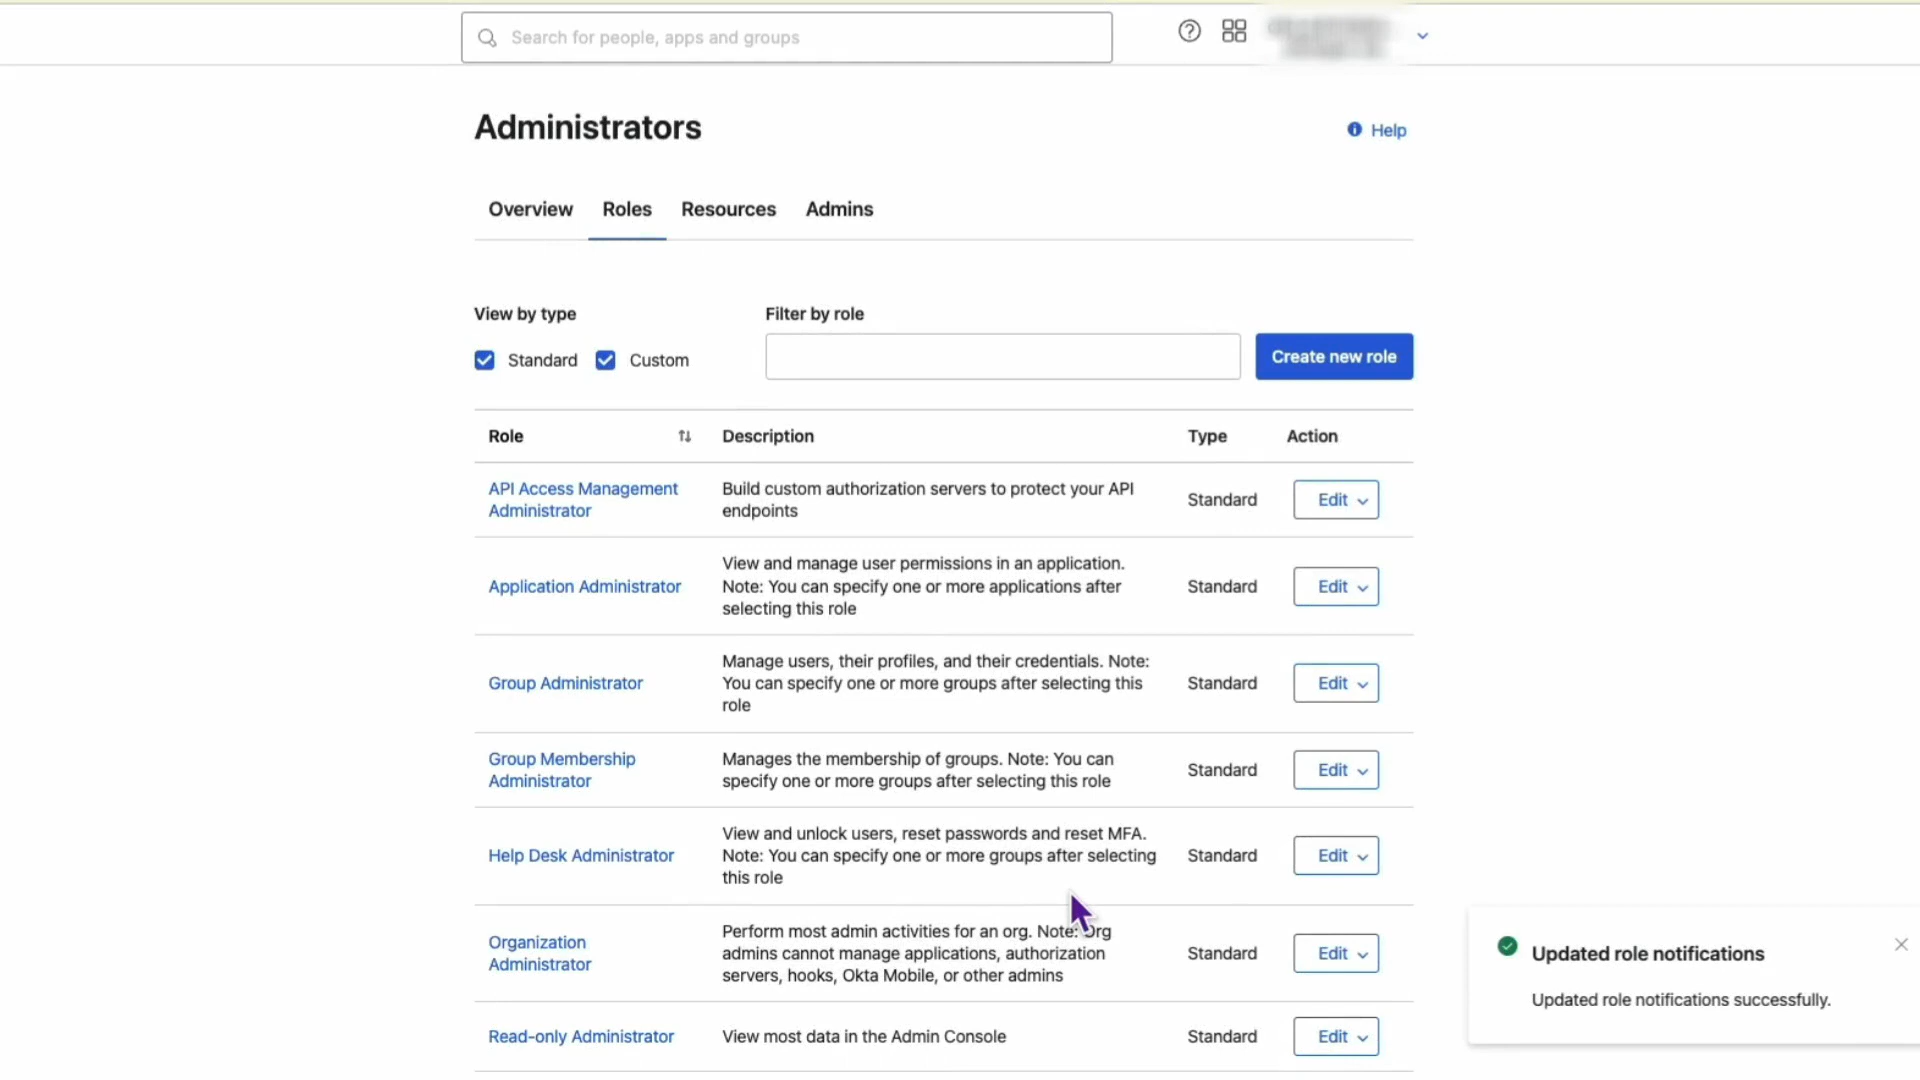 Search for people, apps and groups
Administrators
Help
Overview Roles Resources Admins
View by type
Filter by role
Standard Custom
Create new role
Role Description Type Action
API Access Management
Administrator
Build custom authorization servers to protect your API
endpoints
Standard
Edit
Application Administrator
View and manage user permissions in an application.
Note: You can specify one or more applications after
selecting this role
Standard
Edit
Group Administrator
Manage users, their profiles, and their credentials. Note:
You can specify one or more groups after selecting this
role
Standard
Edit
Group Membership
Administrator
Manages the membership of groups. Note: You can
specify one or more groups after selecting this role
Standard
Edit
Help Desk Administrator
View and unlock users, reset passwords and reset MFA.
Note: You can specify one or more groups after selecting
this role
Standard
Edit
Organization
Administrator
Perform most admin activities for an org. Note: Org
admins cannot manage applications, authorization
servers, hooks, Okta Mobile, or other admins
Standard
Edit
Read-only Administrator
View most data in the Admin Console
Standard
Edit
Updated role notifications
Updated role notifications successfully.